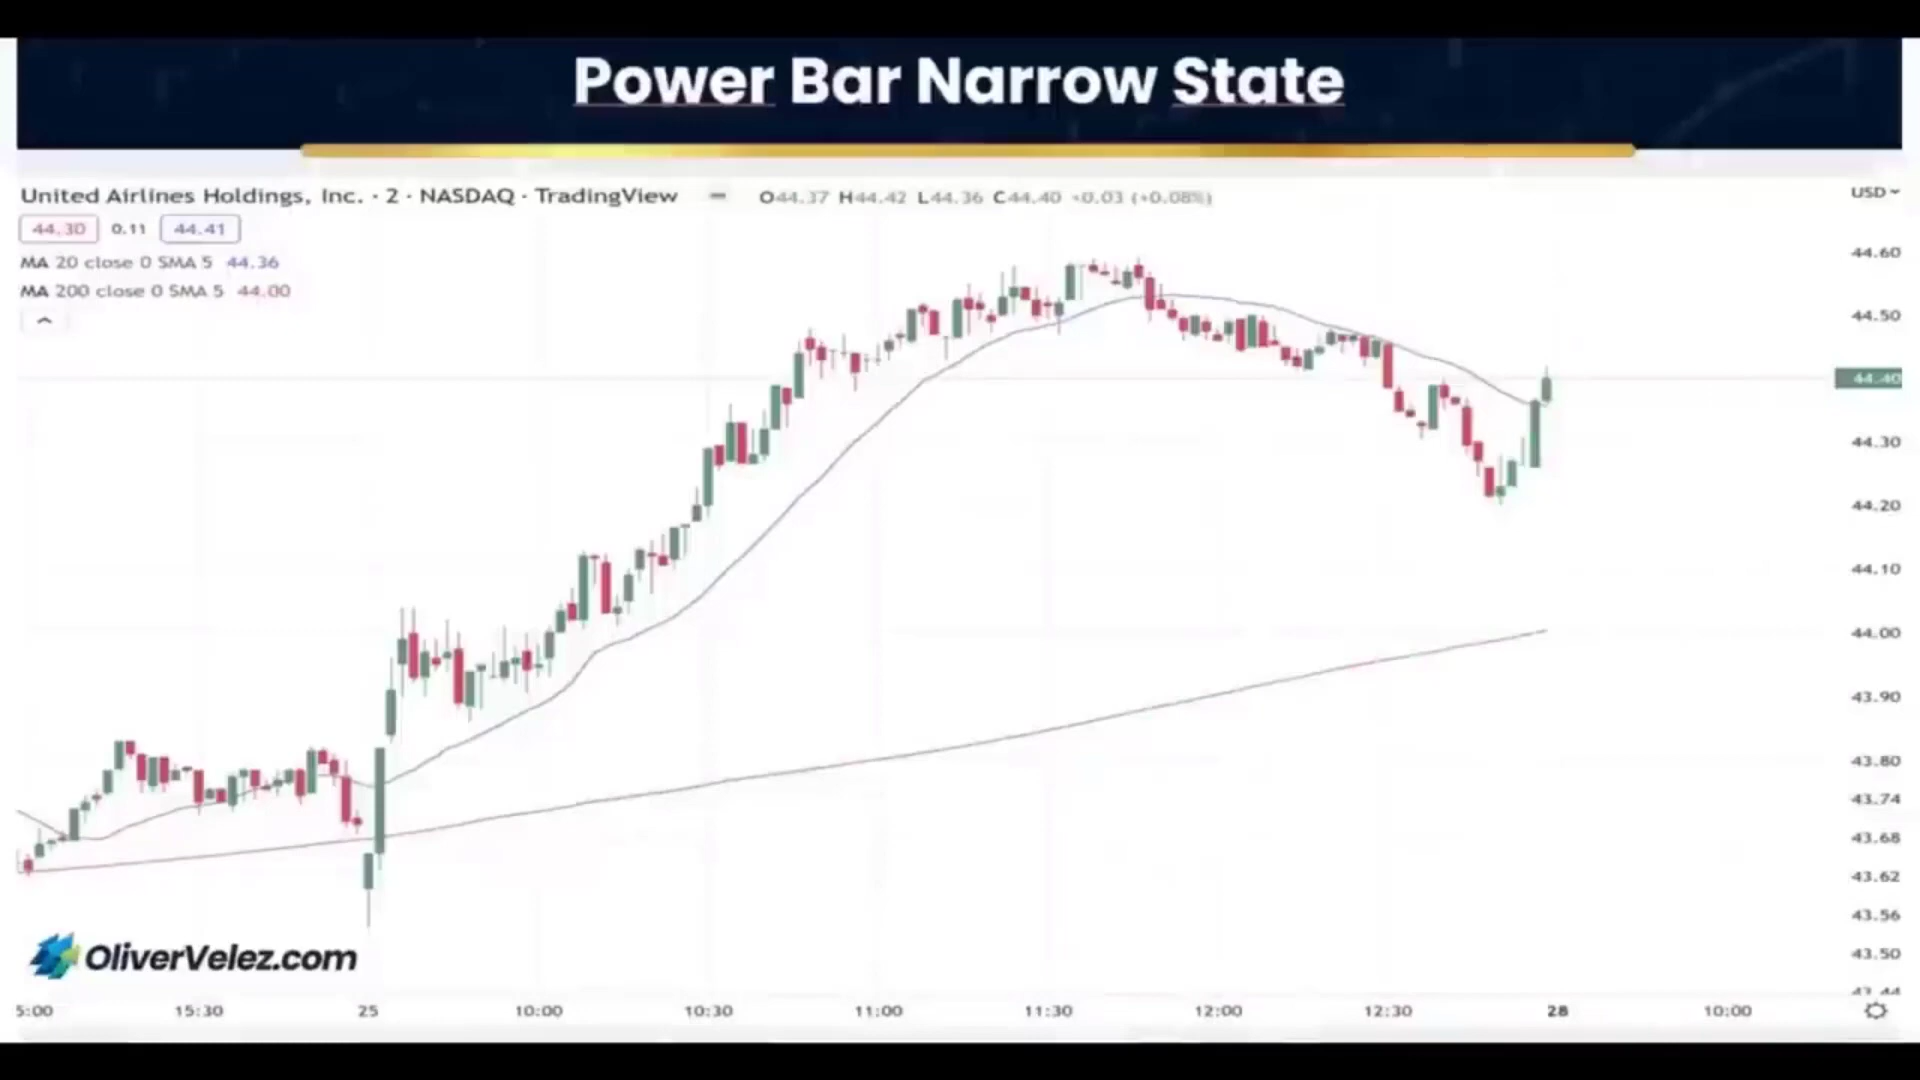 Power Bar Narrow State
United Airlines Holdings, Inc. · 2 · NASDAQ · TradingView O44.37 H44.42 L44.36 C44.40 +0.03 (+0.08%)
USD
44.30 0.11 44.41
MA 20 close 0 SMA 5 44.36
MA 200 close 0 SMA 5 44.00
44.60
44.50
44.40
44.30
44.20
44.10
44.00
43.90
43.80
43.74
43.68
43.62
43.56
43.50
OliverVelez.com
5:00 15:30 25 10:00 10:30 11:00 11:30 12:00 12:30 28 10:00